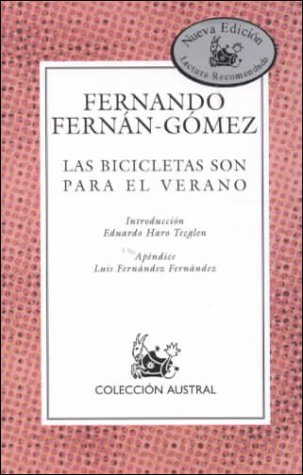 Nueva Edición
Lectura Recomendada
FERNANDO
FERNÁN-GÓMEZ
LAS BICICLETAS SON
PARA EL VERANO
Introducción
Eduardo Haro Tecglen
Apéndice
Luis Fernández Fernández
COLECCIÓN AUSTRAL